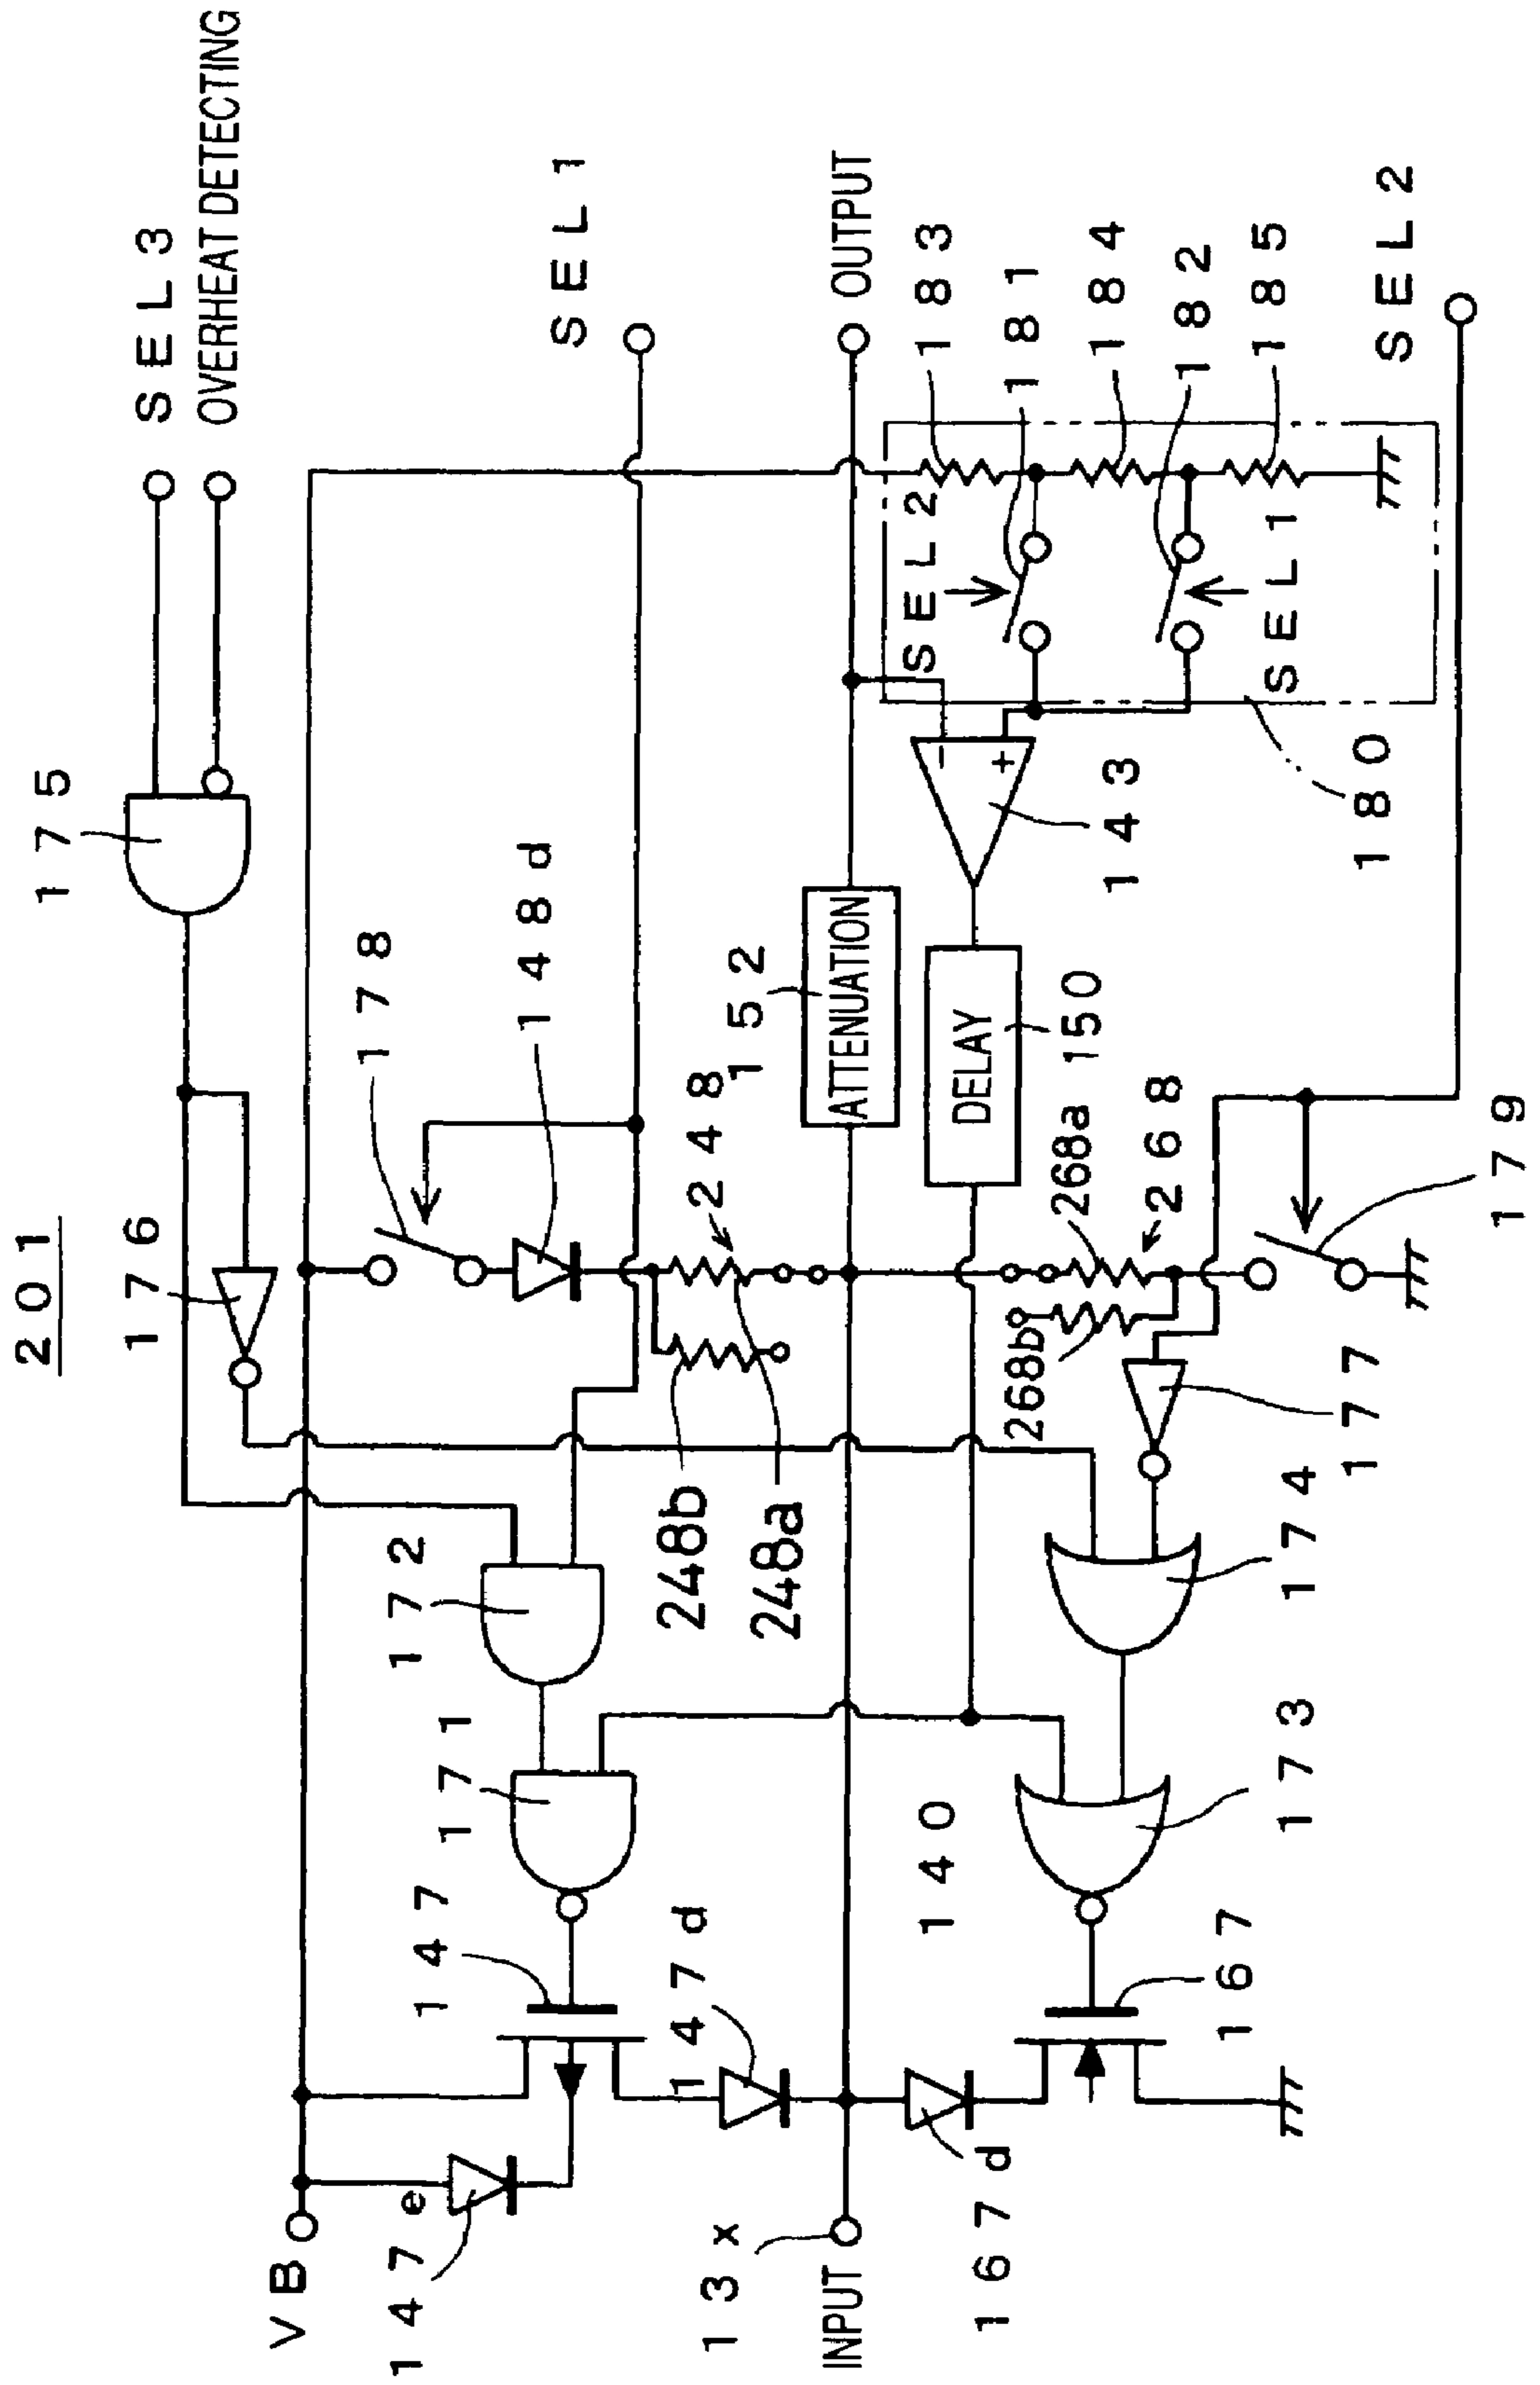 201
SEL3
OVERHEAT DETECTING
175
176
178
148d
SEL1
172
171
147
147e
VB
147d
248
248b
248a
152
ATTENUATION
OUTPUT
13x
INPUT
140
DELAY
150
143
+
-
SEL2
183
181
184
182
185
SEL1
180
SEL2
268a
268
268b
179
177
174
173
167
167d